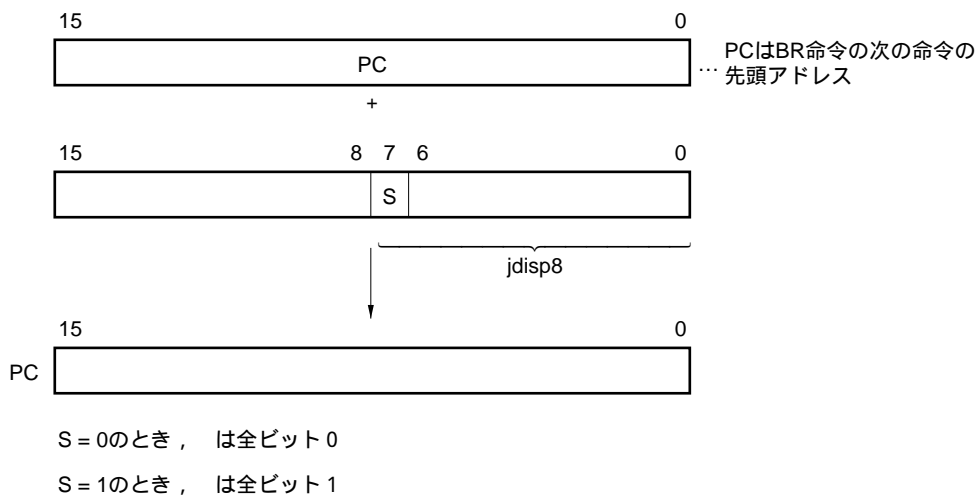 15 0
PC
… PCはBR命令の次の命令の
先頭アドレス
+
15 8 7 6 0
S
jdisp8
15 0
PC
S = 0のとき， は全ビット 0
S = 1のとき， は全ビット 1